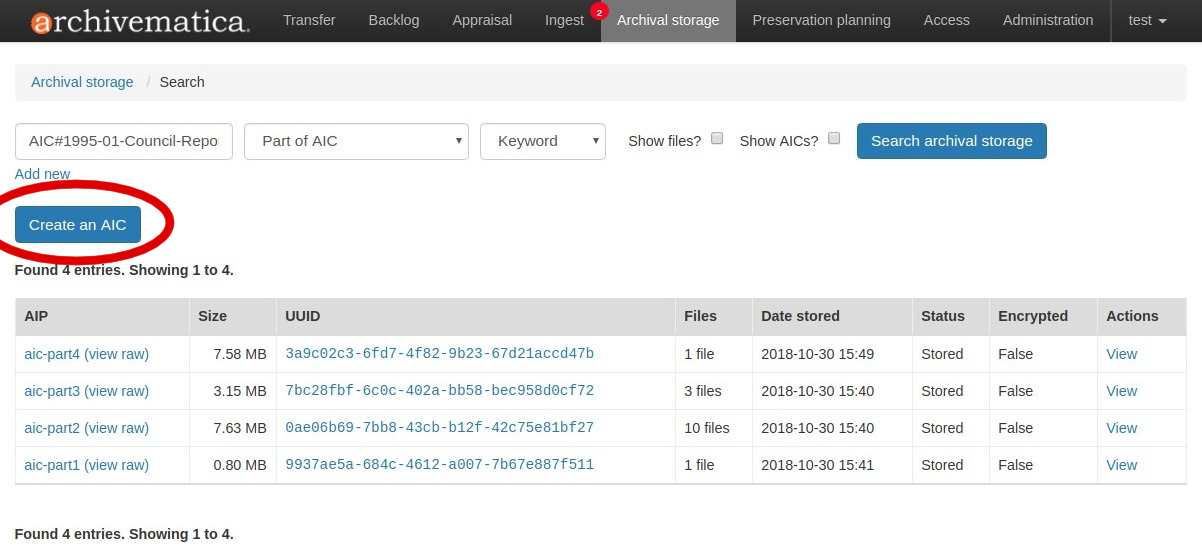 archivematica. Transfer Backlog Appraisal Ingest 2 Archival storage Preservation planning Access Administration test
Archival storage / Search
AIC#1995-01-Council-Repo Part of AIC Keyword Show files? Show AICs? Search archival storage
Add new
Create an AIC
Found 4 entries. Showing 1 to 4.
AIP Size UUID Files Date stored Status Encrypted Actions
aic-part4 (view raw) 7.58 MB 3a9c02c3-6fd7-4f82-9b23-67d21accd47b 1 file 2018-10-30 15:49 Stored False View
aic-part3 (view raw) 3.15 MB 7bc28fbf-6c0c-402a-bb58-bec958d0cf72 3 files 2018-10-30 15:40 Stored False View
aic-part2 (view raw) 7.63 MB 0ae06b69-7bb8-43cb-b12f-42c75e81bf27 10 files 2018-10-30 15:40 Stored False View
aic-part1 (view raw) 0.80 MB 9937ae5a-684c-4612-a007-7b67e887f511 1 file 2018-10-30 15:41 Stored False View
Found 4 entries. Showing 1 to 4.